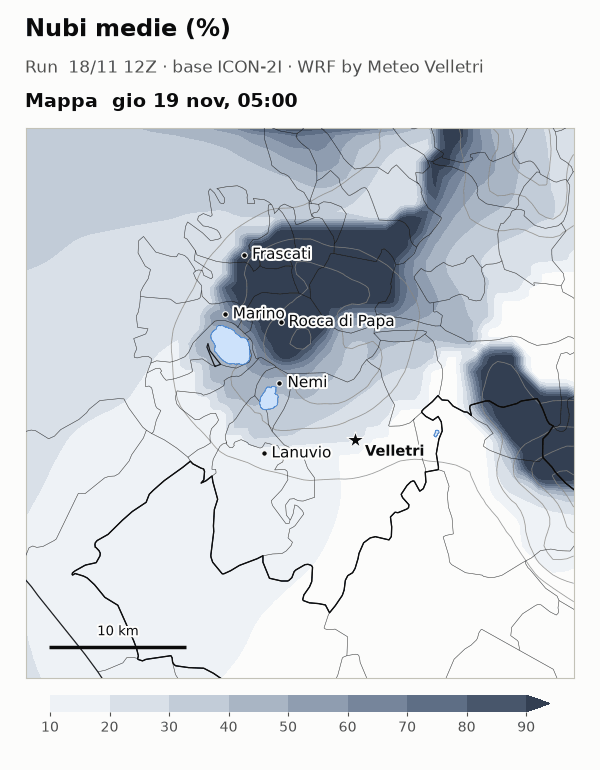 Nubi medie (%)
Run  18/11 12Z · base ICON-2I · WRF by Meteo Velletri
Mappa  gio 19 nov, 05:00
Frascati
Marino
Rocca di Papa
Nemi
Velletri
Lanuvio
10 km
10 20 30 40 50 60 70 80 90